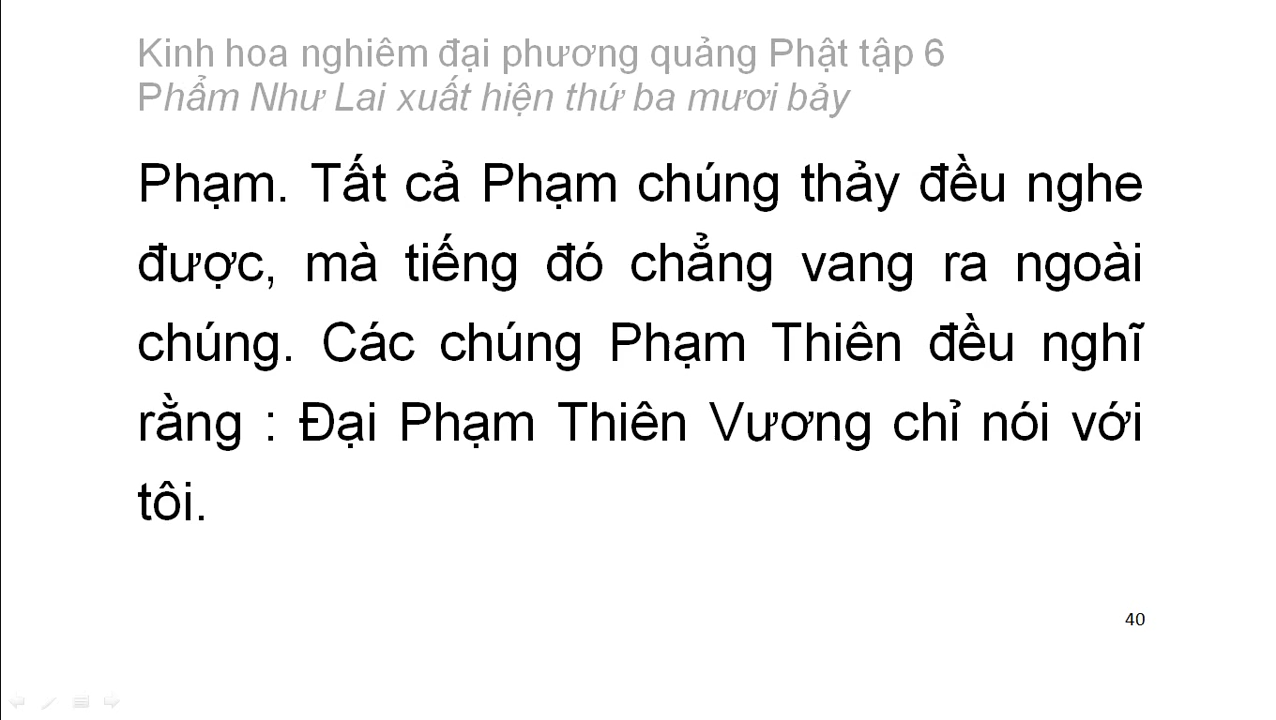 Kinh hoa nghiêm đại phương quảng Phật tập 6
Phẩm Như Lai xuất hiện thứ ba mươi bảy
Phạm. Tất cả Phạm chúng thảy đều nghe
được, mà tiếng đó chẳng vang ra ngoài
chúng. Các chúng Phạm Thiên đều nghĩ
rằng : Đại Phạm Thiên Vương chỉ nói với
tôi.
40